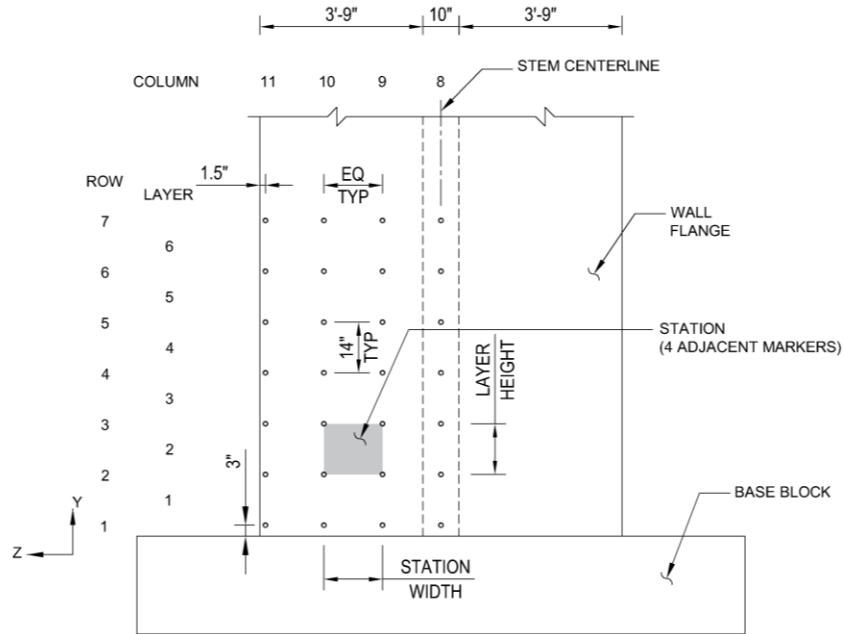 3'-9" 10" 3'-9"
STEM CENTERLINE
COLUMN 11 10 9 8
1.5" EQ
TYP
ROW
LAYER
7
6
WALL
FLANGE
6
5
5
STATION
(4 ADJACENT MARKERS)
14"
TYP
LAYER
HEIGHT
4
4
3
3
2
3"
2
1
BASE BLOCK
Y
1
Z
STATION
WIDTH